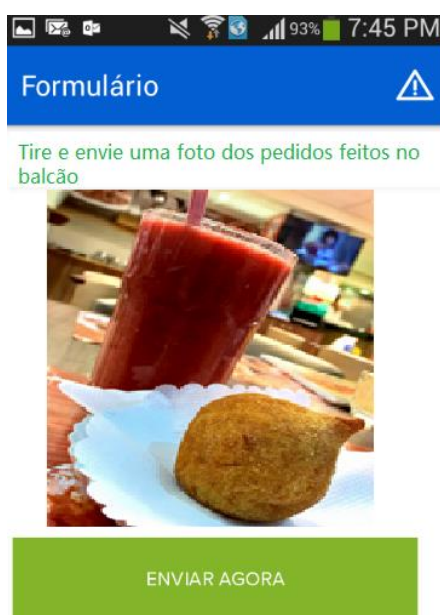 93% 7:45 PM
Formulário
Tire e envie uma foto dos pedidos feitos no
balcão
ENVIAR AGORA